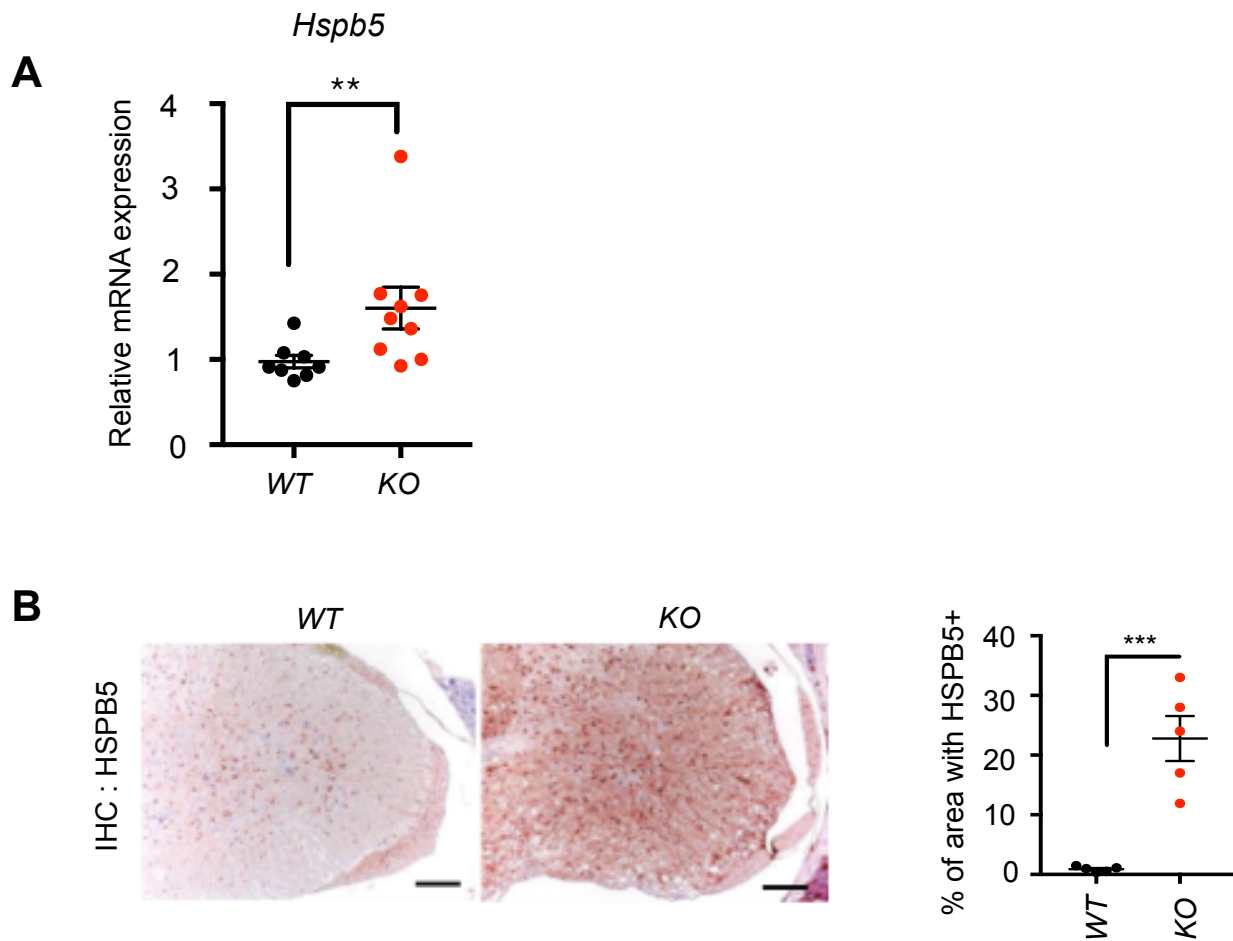 Hspb5
A
**
Relative mRNA expression
4
3
2
1
0
WT KO
B
WT KO
IHC : HSPB5
***
% of area with HSPB5+
40
30
20
10
0
WT KO